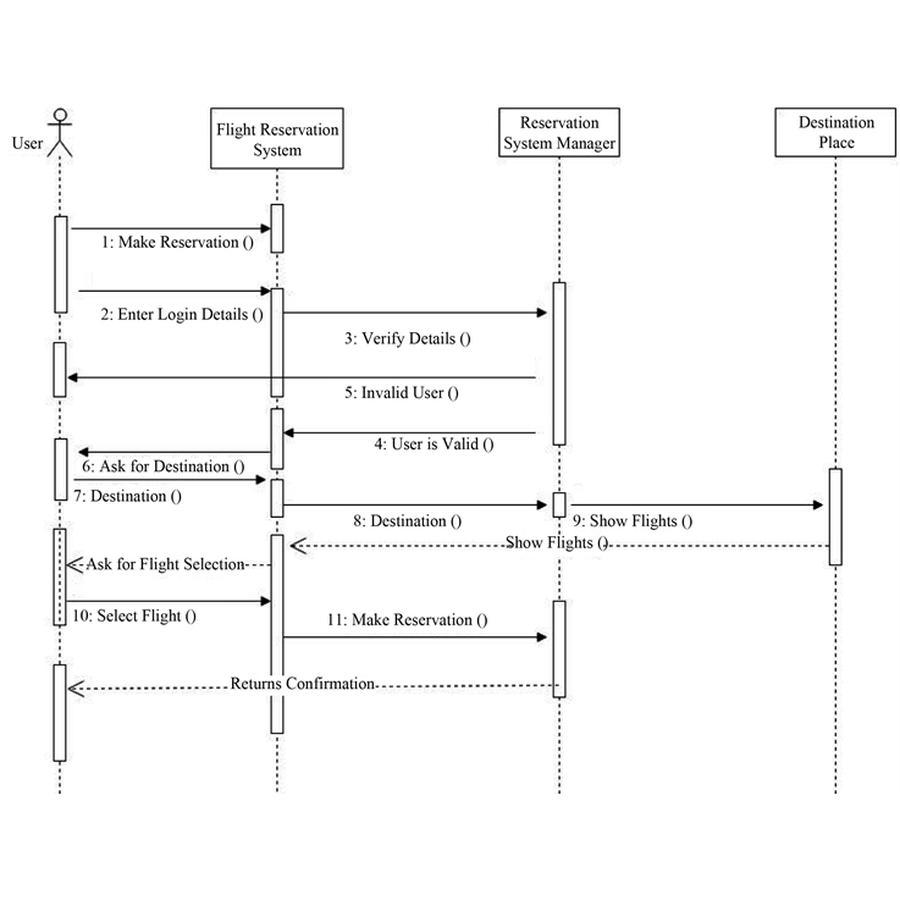 User
Flight Reservation
System
Reservation
System Manager
Destination
Place
1: Make Reservation ()
2: Enter Login Details ()
3: Verify Details ()
5: Invalid User ()
4: User is Valid ()
6: Ask for Destination ()
7: Destination ()
8: Destination ()
9: Show Flights ()
Show Flights ()
Ask for Flight Selection
10: Select Flight ()
11: Make Reservation ()
Returns Confirmation